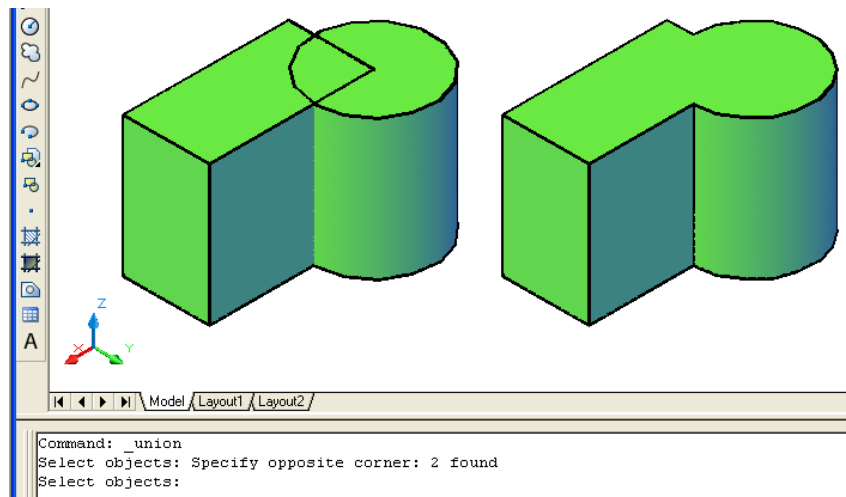 A
Z
X
Y
Model Layout1 Layout2
Command: _union
Select objects: Specify opposite corner: 2 found
Select objects: